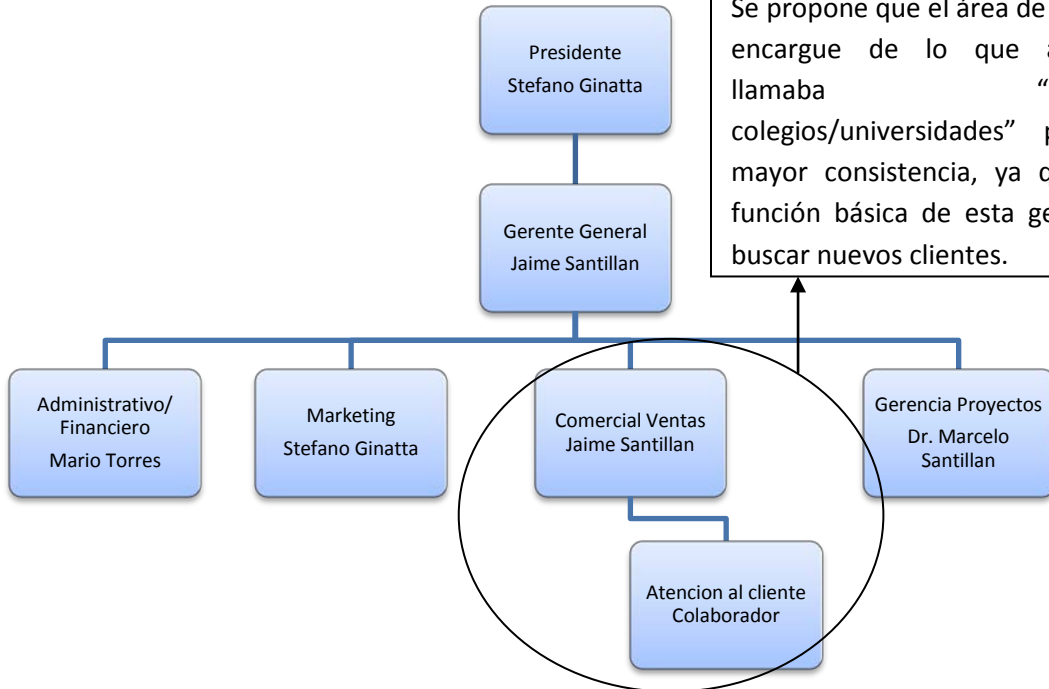 Presidente
Stefano Ginatta
Se propone que el área de
encargue de lo que
llamaba “
colegios/universidades”
mayor consistencia, ya
función básica de esta
buscar nuevos clientes.
Gerente General
Jaime Santillan
Administrativo/
Financiero
Mario Torres
Marketing
Stefano Ginatta
Comercial Ventas
Jaime Santillan
Gerencia Proyectos
Dr. Marcelo
Santillan
Atencion al cliente
Colaborador